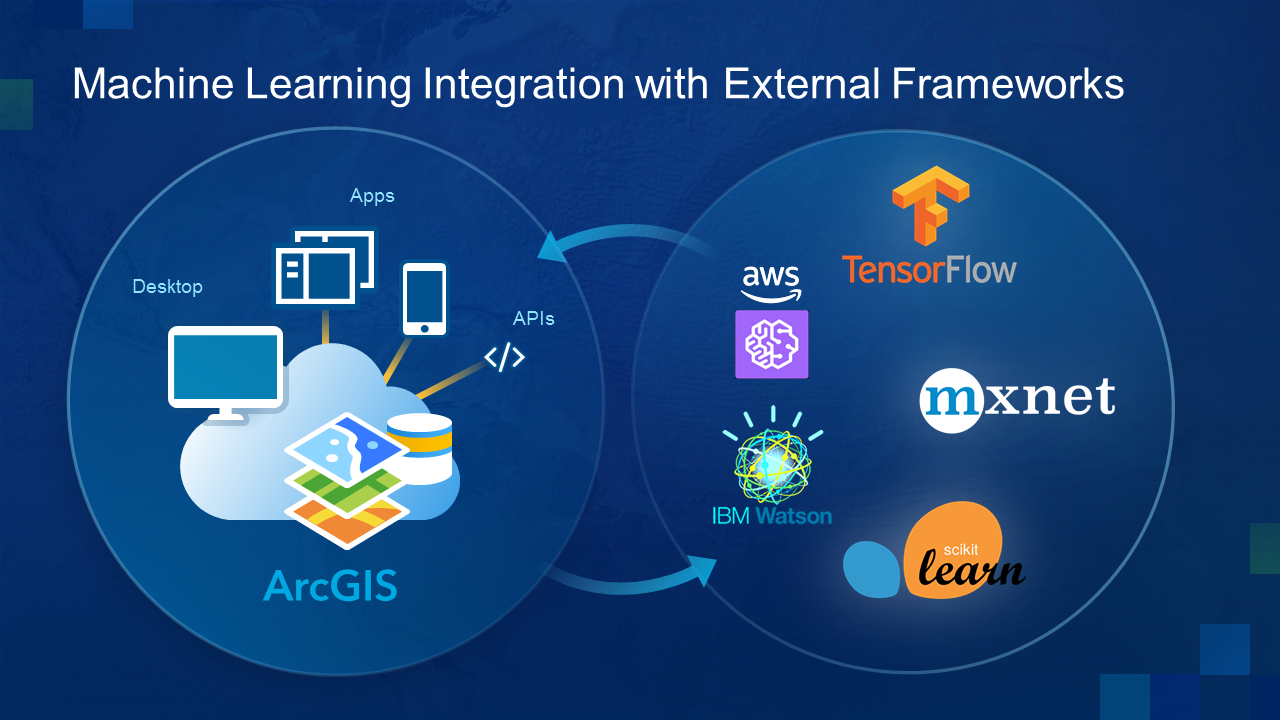 Machine Learning Integration with External Frameworks
Apps
Desktop
APIs
</>
ArcGIS
TensorFlow
aws
mxnet
IBM Watson
scikit
learn